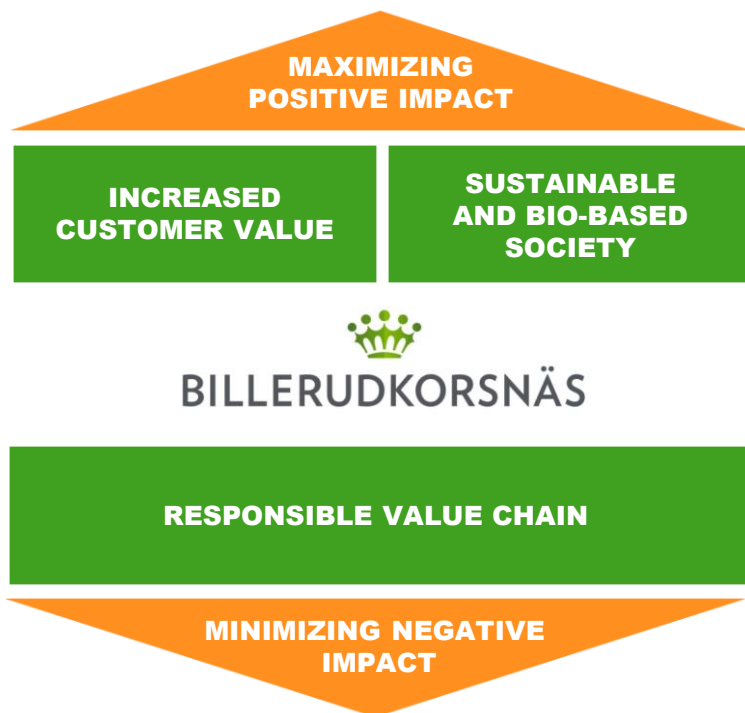 MAXIMIZING
POSITIVE IMPACT
INCREASED
CUSTOMER VALUE
SUSTAINABLE
AND BIO-BASED
SOCIETY
BILLERUDKORSNÄS
RESPONSIBLE VALUE CHAIN
MINIMIZING NEGATIVE
IMPACT